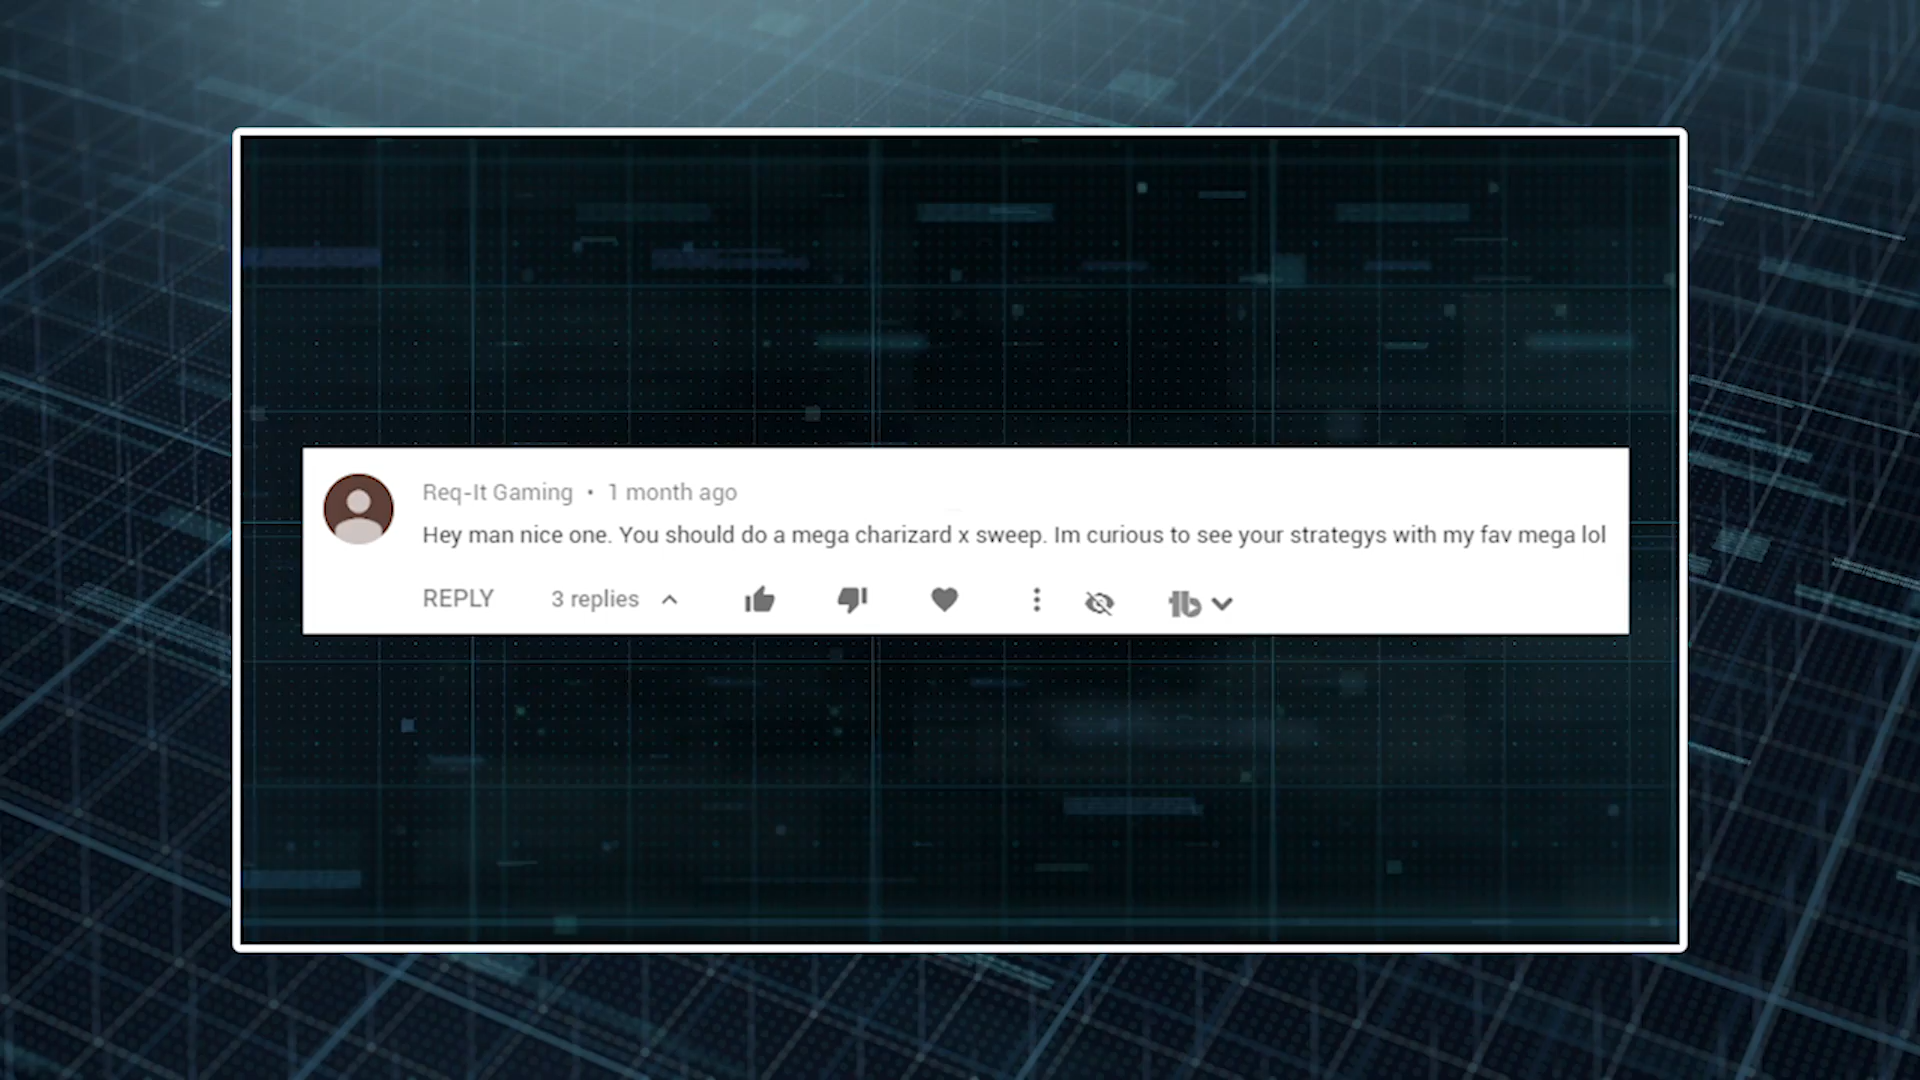 Req-It Gaming • 1 month ago
Hey man nice one. You should do a mega charizard x sweep. Im curious to see your strategys with my fav mega lol
REPLY 3 replies